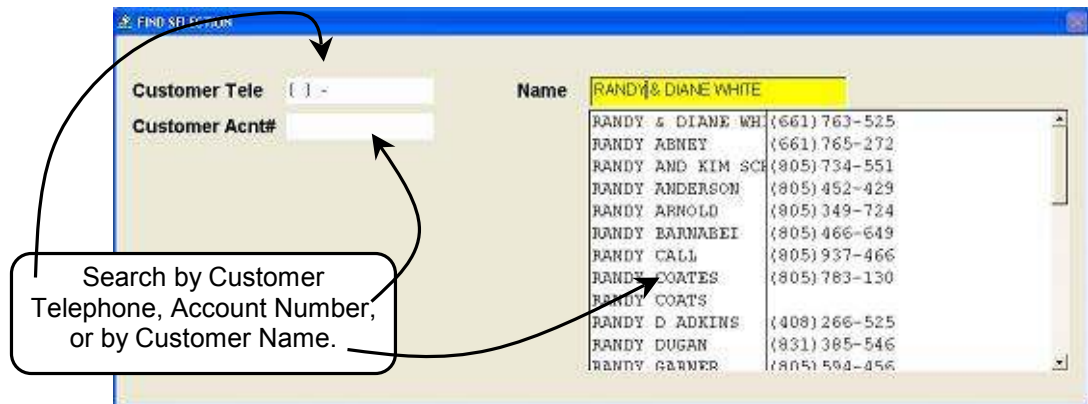 FIND SELECTION
Customer Tele ( ) -
Name RANDY & DIANE WHITE
Customer Acnt#
RANDY & DIANE WH (661)763-525
RANDY ABNEY (661)765-272
RANDY AND KIM SCH (805)734-551
RANDY ANDERSON (805)452-429
RANDY ARNOLD (805)349-724
RANDY BARNABEI (805)466-649
RANDY CALL (805)937-466
RANDY COATES (805)783-130
RANDY COATS
RANDY D ADKINS (408)266-525
RANDY DUGAN (831)385-546
RANDY GARNER (805)594-456
Search by Customer
Telephone, Account Number,
or by Customer Name.